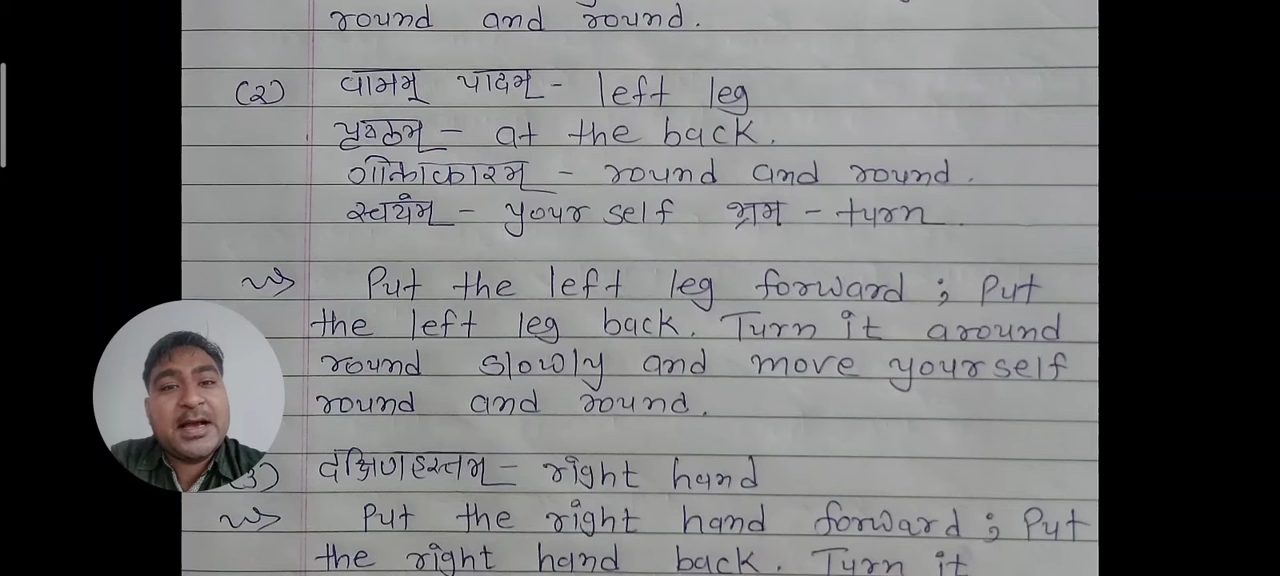 round and round.
(2) वामम् पादम् - left leg
पृष्ठम् - at the back.
गोलाकारम् - round and round.
स्वयंम् - your self भ्रम - turn
Put the left leg forward ; Put
the left leg back. Turn it around
round slowly and move yourself
round and round.
(3) दक्षिणहस्तम् - right hand
Put the right hand forward ; Put
the right hand back. Turn it